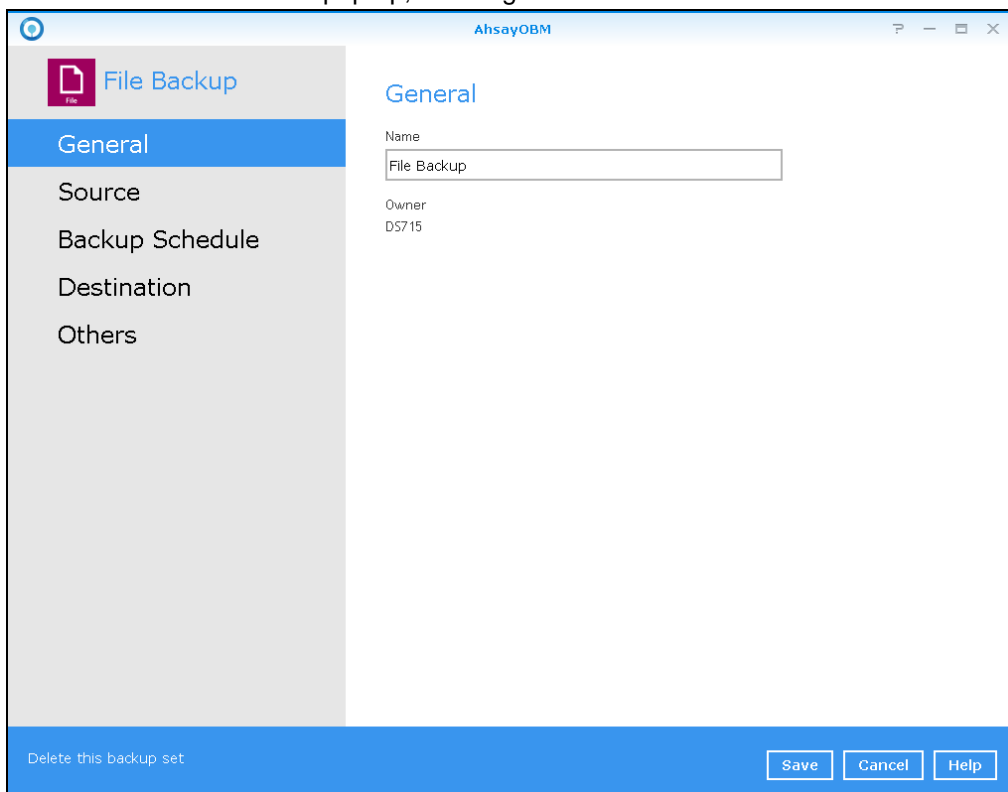 AhsayOBM
File
File Backup
General
Source
Backup Schedule
Destination
Others
General
Name
File Backup
Owner
DS715
Delete this backup set
Save Cancel Help